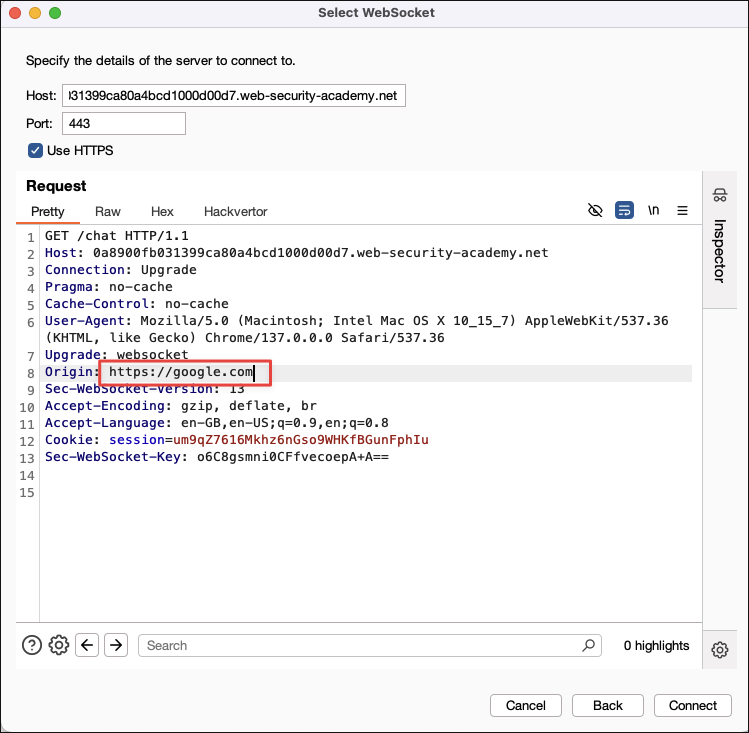 Select WebSocket
Specify the details of the server to connect to.
Host: 031399ca80a4bcd1000d00d7.web-security-academy.net
Port: 443
Use HTTPS
Request
Pretty Raw Hex Hackvertor \n
1 GET /chat HTTP/1.1
2 Host: 0a8900fb031399ca80a4bcd1000d00d7.web-security-academy.net
3 Connection: Upgrade
4 Pragma: no-cache
5 Cache-Control: no-cache
6 User-Agent: Mozilla/5.0 (Macintosh; Intel Mac OS X 10_15_7) AppleWebKit/537.36
(KHTML, like Gecko) Chrome/137.0.0.0 Safari/537.36
7 Upgrade: websocket
8 Origin: https://google.com
9 Sec-WebSocket-Version: 13
10 Accept-Encoding: gzip, deflate, br
11 Accept-Language: en-GB,en-US;q=0.9,en;q=0.8
12 Cookie: session=um9qZ7616Mkhz6nGso9WHKfBGunFphIu
13 Sec-WebSocket-Key: o6C8gsmni0CFfvecoepA+A==
14
15
Inspector
Search
0 highlights
Cancel Back Connect